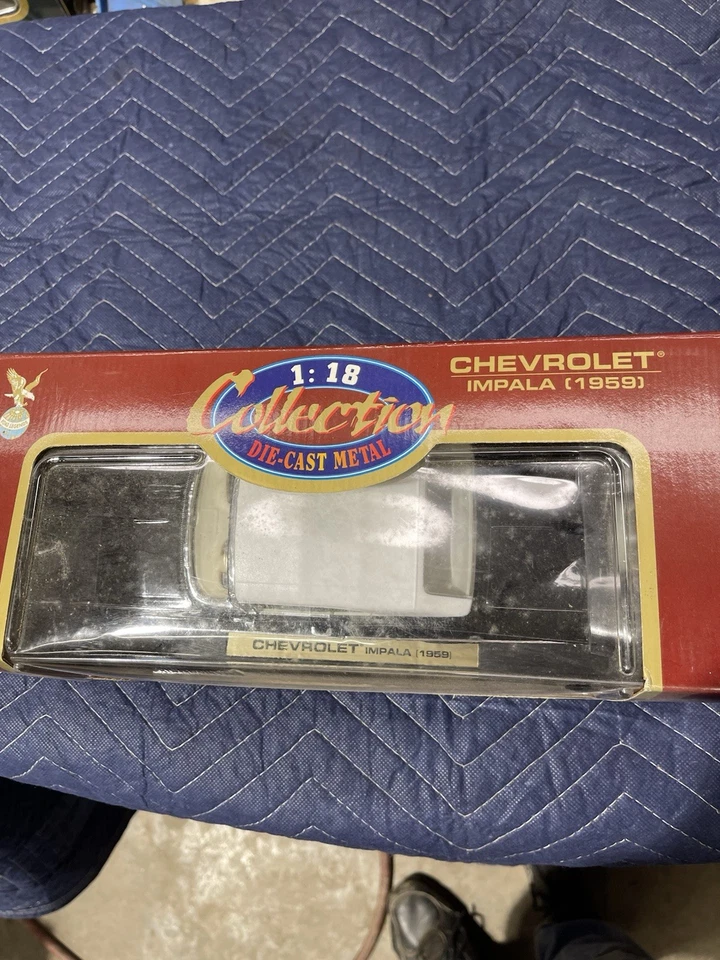 1:18
Collection
DIE-CAST METAL
CHEVROLET®
IMPALA (1959)
CHEVROLET IMPALA (1959)